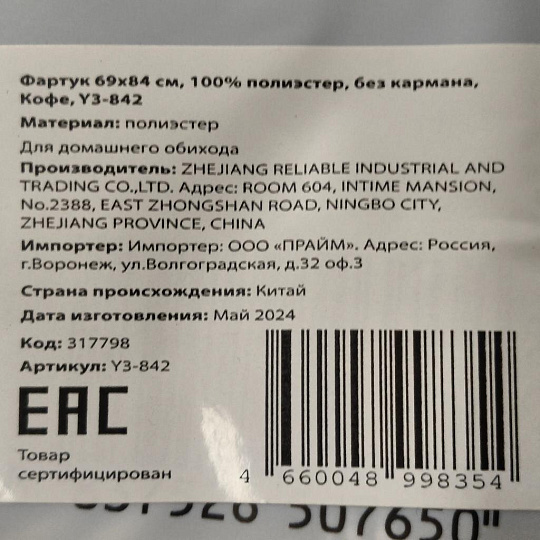 Фартук 69х84 см, 100% полиэстер, без кармана,
Кофе, Y3-842
Материал: полиэстер
Для домашнего обихода
Производитель: ZHEJIANG RELIABLE INDUSTRIAL AND
TRADING CO.,LTD. Адрес: ROOM 604, INTIME MANSION,
No.2388, EAST ZHONGSHAN ROAD, NINGBO CITY,
ZHEJIANG PROVINCE, CHINA
Импортер: Импортер: ООО «ПРАЙМ». Адрес: Россия,
г.Воронеж, ул.Волгоградская, д.32 оф.3
Страна происхождения: Китай
Дата изготовления: Май 2024
Код: 317798
Артикул: Y3-842
EAC
Товар
сертифицирован
4 660048 998354
507650